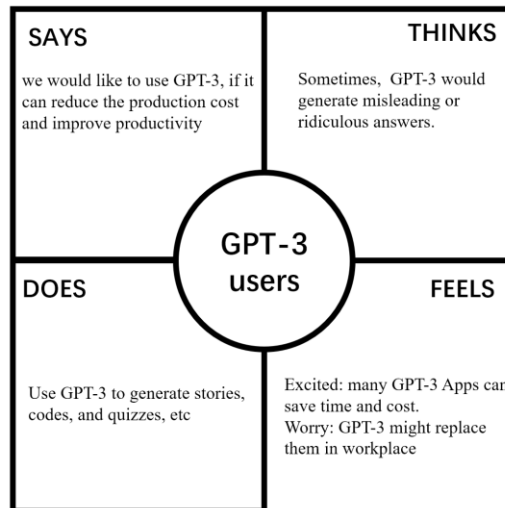 SAYS
we would like to use GPT-3, if it
can reduce the production cost
and improve productivity
THINKS
Sometimes, GPT-3 would
generate misleading or
ridiculous answers.
GPT-3
users
DOES
Use GPT-3 to generate stories,
codes, and quizzes, etc
FEELS
Excited: many GPT-3 Apps can
save time and cost.
Worry: GPT-3 might replace
them in workplace